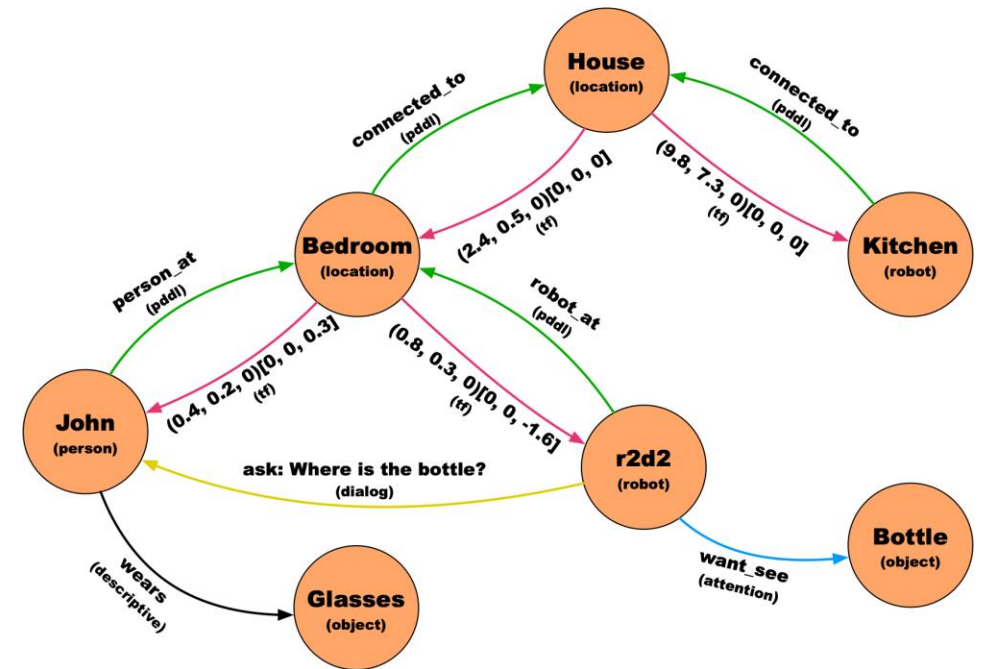 House
(location)
connected_to
(pddl)
connected_to
(pddl)
(2.4, 0.5, 0)[0, 0, 0]
(tf)
(9.8, 7.3, 0)[0, 0, 0]
(tf)
Bedroom
(location)
Kitchen
(robot)
person_at
(pddl)
robot_at
(pddl)
(0.4, 0.2, 0)[0, 0, 0.3]
(tf)
(0.8, 0.3, 0)[0, 0, -1.6]
(tf)
John
(person)
r2d2
(robot)
ask: Where is the bottle?
(dialog)
want_see
(attention)
Bottle
(object)
wears
(descriptive)
Glasses
(object)